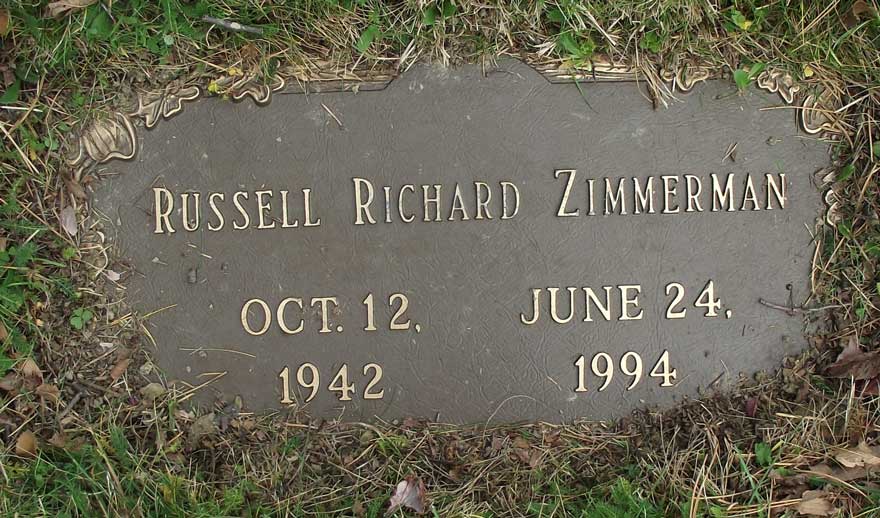 Russell Richard Zimmerman
OCT. 12, JUNE 24,
1942 1994